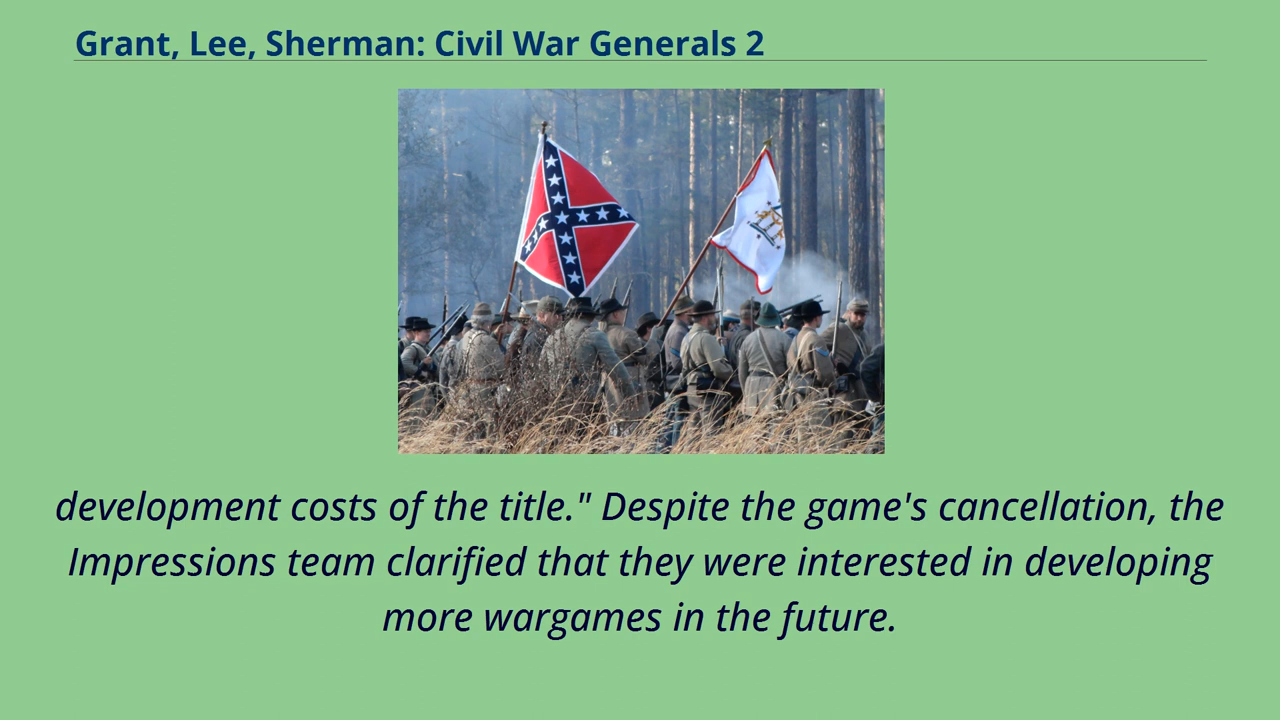 Grant, Lee, Sherman: Civil War Generals 2
development costs of the title." Despite the game's cancellation, the
Impressions team clarified that they were interested in developing
more wargames in the future.